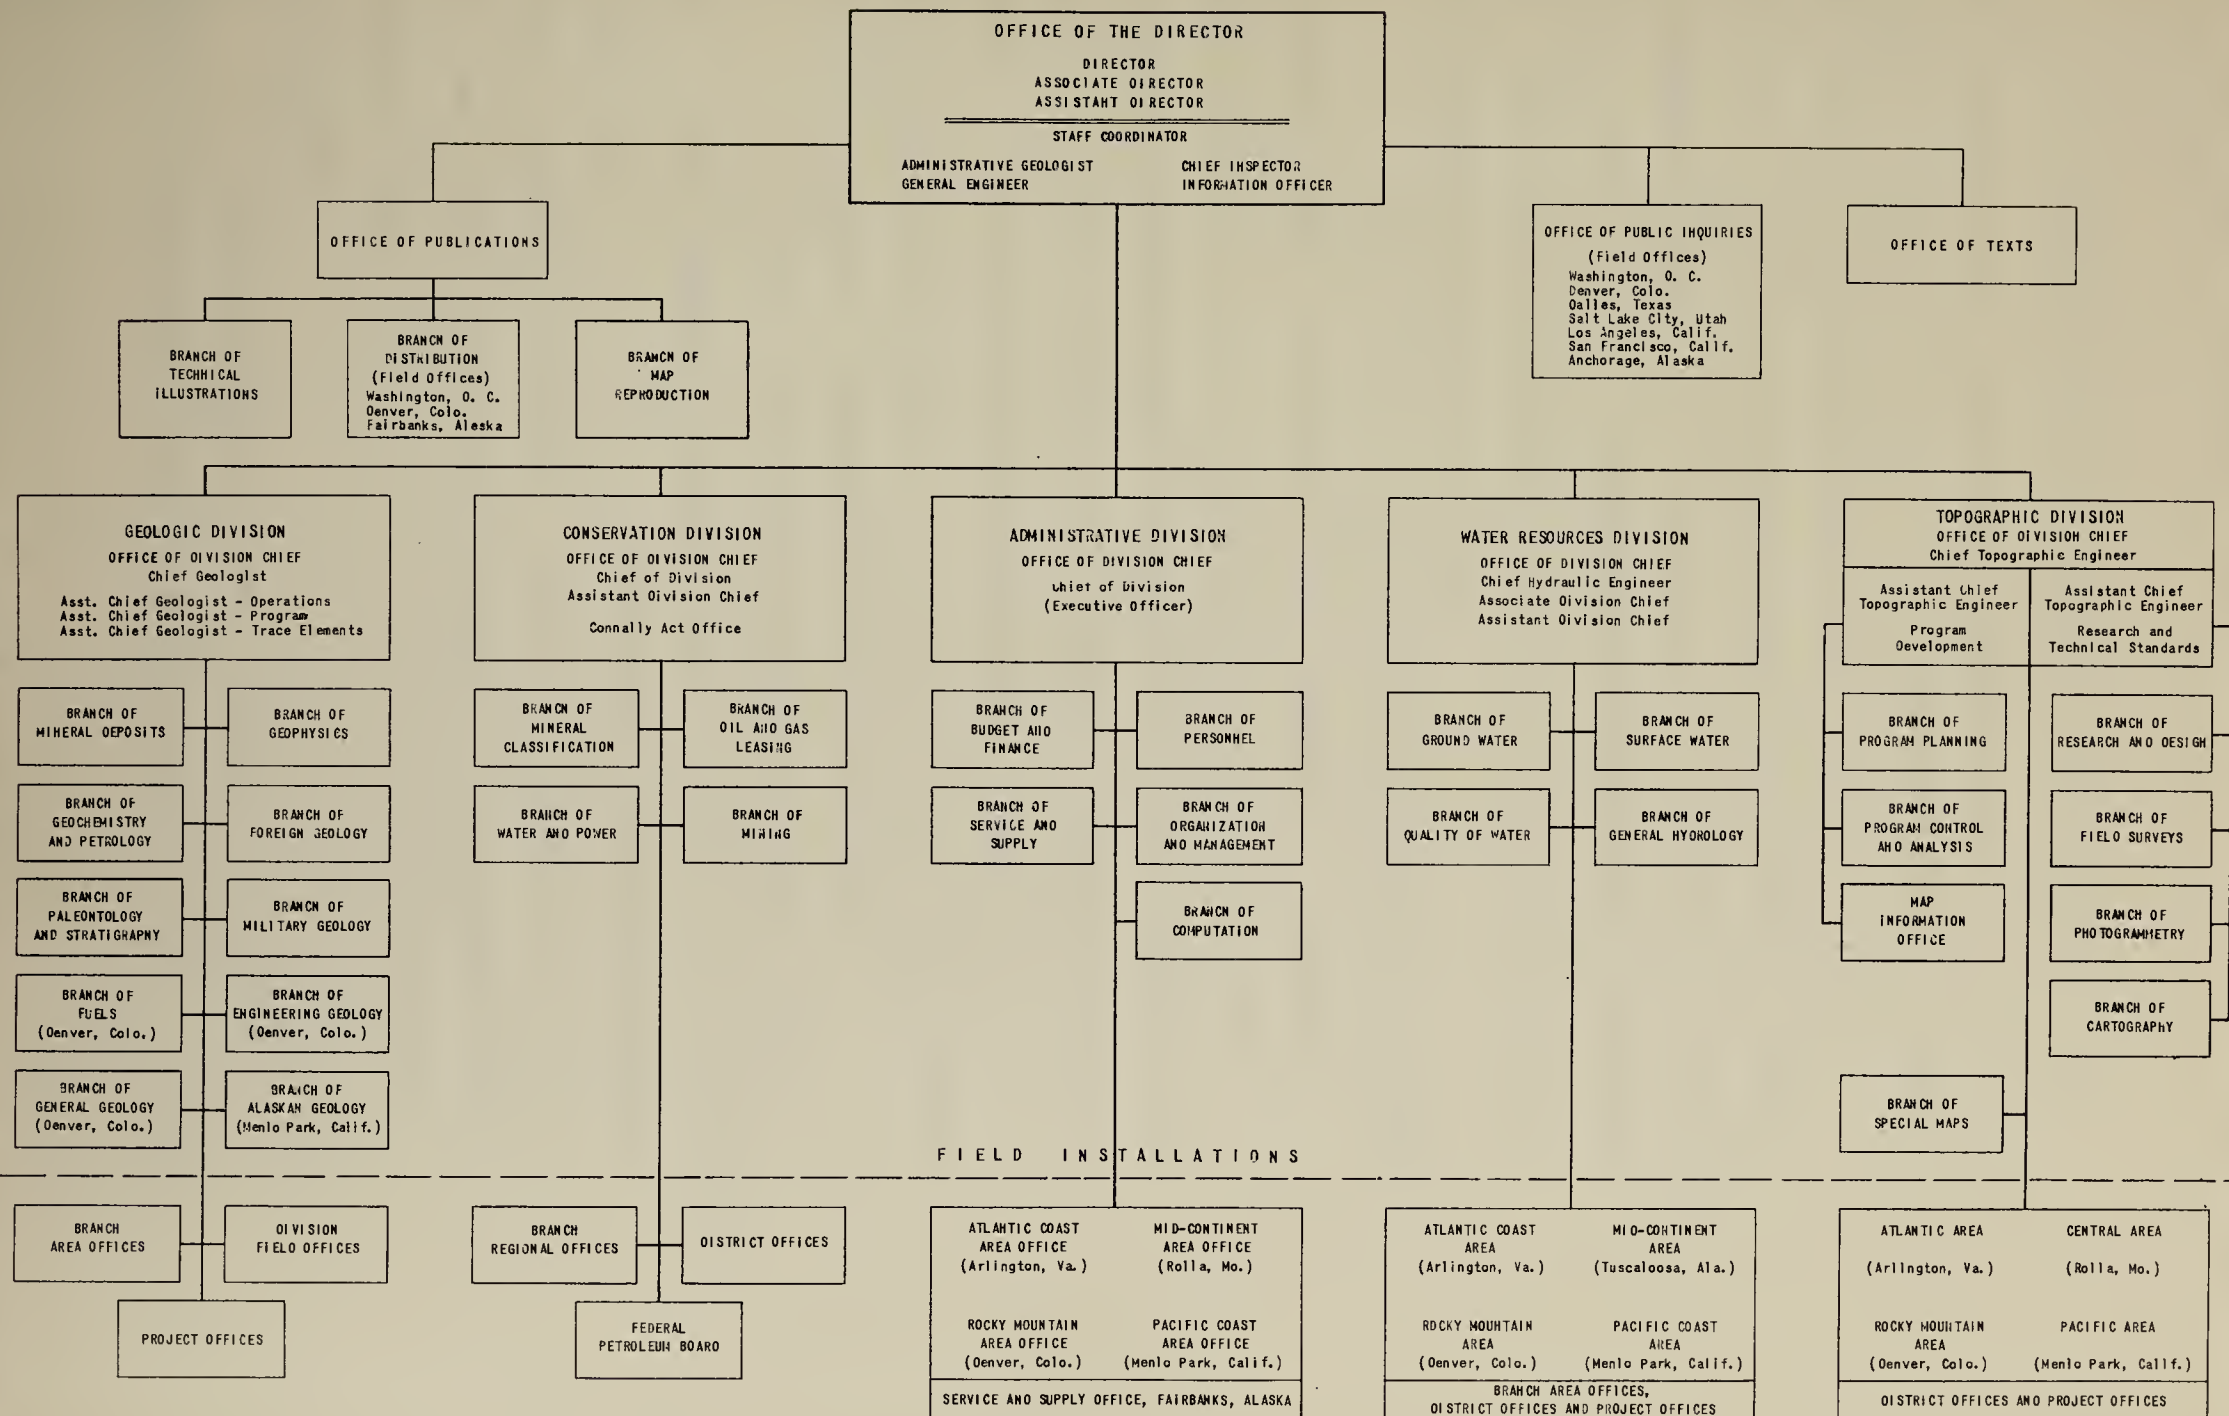 OFFICE OF THE DIRECTOR
DIRECTOR
ASSOCIATE DIRECTOR
ASSISTANT DIRECTOR
STAFF COORDINATOR
ADMINISTRATIVE GEOLOGIST
GENERAL ENGINEER
CHIEF INSPECTOR
INFORMATION OFFICER
OFFICE OF PUBLICATIONS
OFFICE OF PUBLIC INQUIRIES
(Field Offices)
Washington, D. C.
Denver, Colo.
Dalles, Texas
Salt Lake City, Utah
Los Angeles, Calif.
San Francisco, Calif.
Anchorage, Alaska
OFFICE OF TEXTS
BRANCH OF
TECHNICAL
ILLUSTRATIONS
BRANCH OF
DISTRIBUTION
(Field Offices)
Washington, D. C.
Denver, Colo.
Fairbanks, Aleska
BRANCH OF
MAP
REPRODUCTION
GEOLOGIC DIVISION
OFFICE OF DIVISION CHIEF
Chief Geologist
Asst. Chief Geologist - Operations
Asst. Chief Geologist - Program
Asst. Chief Geologist - Trace Elements
CONSERVATION DIVISION
OFFICE OF DIVISION CHIEF
Chief of Division
Assistant Division Chief
Connally Act Office
ADMINISTRATIVE DIVISION
OFFICE OF DIVISION CHIEF
Chief of Division
(Executive Officer)
WATER RESOURCES DIVISION
OFFICE OF DIVISION CHIEF
Chief Hydraulic Engineer
Associate Division Chief
Assistant Division Chief
TOPOGRAPHIC DIVISION
OFFICE OF DIVISION CHIEF
Chief Topographic Engineer
Assistant Chief
Topographic Engineer
Program
Development
Assistant Chief
Topographic Engineer
Research and
Technical Standards
BRANCH OF
MINERAL DEPOSITS
BRANCH OF
GEOPHYSICS
BRANCH OF
GEOCHEMISTRY
AND PETROLOGY
BRANCH OF
FOREIGN GEOLOGY
BRANCH OF
PALEONTOLOGY
AND STRATIGRAPHY
BRANCH OF
MILITARY GEOLOGY
BRANCH OF
FUELS
(Denver, Colo.)
BRANCH OF
ENGINEERING GEOLOGY
(Denver, Colo.)
BRANCH OF
GENERAL GEOLOGY
(Denver, Colo.)
BRANCH OF
ALASKAN GEOLOGY
(Menlo Park, Calif.)
BRANCH OF
MINERAL
CLASSIFICATION
BRANCH OF
OIL AND GAS
LEASING
BRANCH OF
WATER AND POWER
BRANCH OF
MINING
BRANCH OF
BUDGET AND
FINANCE
BRANCH OF
PERSONNEL
BRANCH OF
SERVICE AND
SUPPLY
BRANCH OF
ORGANIZATION
AND MANAGEMENT
BRANCH OF
COMPUTATION
BRANCH OF
GROUND WATER
BRANCH OF
SURFACE WATER
BRANCH OF
QUALITY OF WATER
BRANCH OF
GENERAL HYDROLOGY
BRANCH OF
PROGRAM PLANNING
BRANCH OF
RESEARCH AND DESIGN
BRANCH OF
PROGRAM CONTROL
AND ANALYSIS
BRANCH OF
FIELD SURVEYS
MAP
INFORMATION
OFFICE
BRANCH OF
PHOTOGRAMMETRY
BRANCH OF
CARTOGRAPHY
BRANCH OF
SPECIAL MAPS
FIELD INSTALLATIONS
BRANCH
AREA OFFICES
DIVISION
FIELD OFFICES
PROJECT OFFICES
BRANCH
REGIONAL OFFICES
DISTRICT OFFICES
FEDERAL
PETROLEUM BOARD
ATLANTIC COAST
AREA OFFICE
(Arlington, Va.)
MID-CONTINENT
AREA OFFICE
(Rolla, Mo.)
ROCKY MOUNTAIN
AREA OFFICE
(Denver, Colo.)
PACIFIC COAST
AREA OFFICE
(Menlo Park, Calif.)
SERVICE AND SUPPLY OFFICE, FAIRBANKS, ALASKA
ATLANTIC COAST
AREA
(Arlington, Va.)
MID-CONTINENT
AREA
(Tuscaloosa, Ala.)
ROCKY MOUNTAIN
AREA
(Denver, Colo.)
PACIFIC COAST
AREA
(Menlo Park, Calif.)
BRANCH AREA OFFICES,
DISTRICT OFFICES AND PROJECT OFFICES
ATLANTIC AREA
(Arlington, Va.)
CENTRAL AREA
(Rolla, Mo.)
ROCKY MOUNTAIN
AREA
(Denver, Colo.)
PACIFIC AREA
(Menlo Park, Calif.)
DISTRICT OFFICES AND PROJECT OFFICES